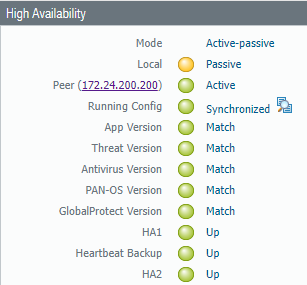 High Availability
Mode Active-passive
Local Passive
Peer (172.24.200.200) Active
Running Config Synchronized
App Version Match
Threat Version Match
Antivirus Version Match
PAN-OS Version Match
GlobalProtect Version Match
HA1 Up
Heartbeat Backup Up
HA2 Up